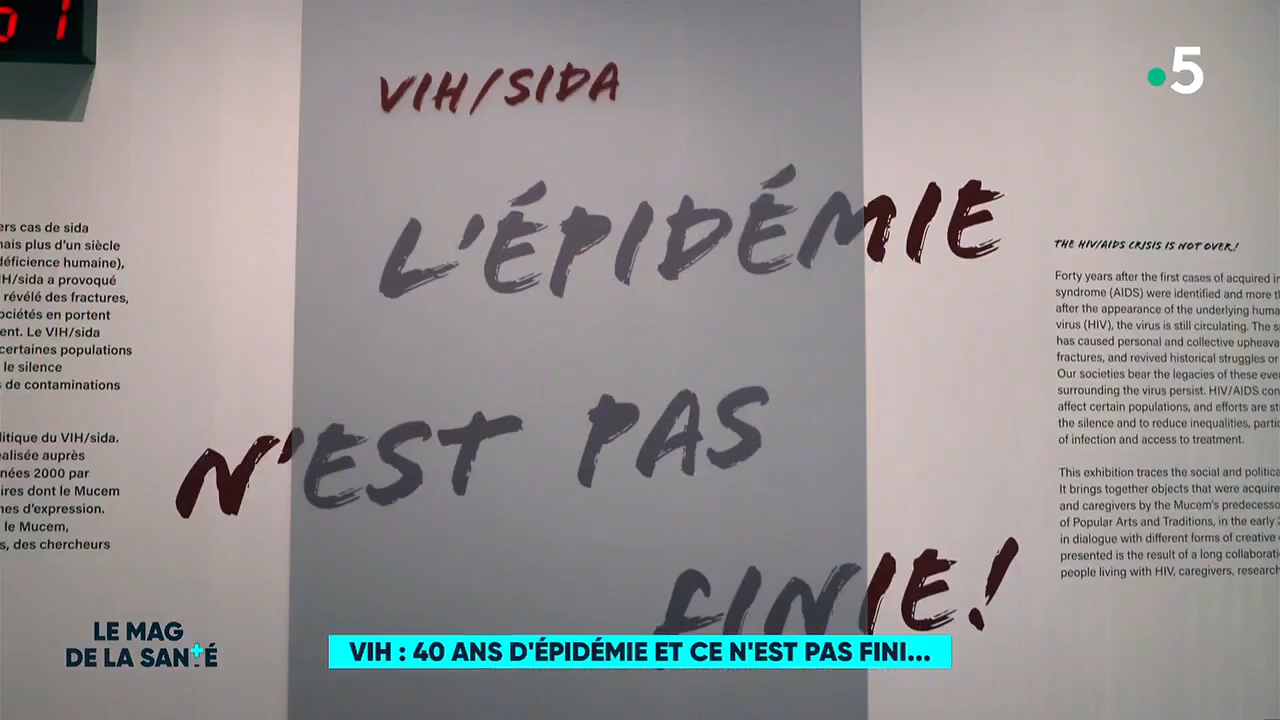 5
VIH/SIDA
L'ÉPIDÉMIE
N'EST PAS
FINIE!
ers cas de sida
mais plus d'un siècle
déficience humaine),
IH/sida a provoqué
révélé des fractures,
ociétés en portent
ent. Le VIH/sida
certaines populations
le silence
s de contaminations
litique du VIH/sida.
éalisée auprès
nées 2000 par
ires dont le Mucem
nes d'expression.
le Mucem,
s, des chercheurs
THE HIV/AIDS CRISIS IS NOT OVER!
Forty years after the first cases of acquired in
syndrome (AIDS) were identified and more th
after the appearance of the underlying huma
virus (HIV), the virus is still circulating. The s
has caused personal and collective upheava
fractures, and revived historical struggles or
Our societies bear the legacies of these eve
surrounding the virus persist. HIV/AIDS con
affect certain populations, and efforts are sti
the silence and to reduce inequalities, partic
of infection and access to treatment.
This exhibition traces the social and politica
It brings together objects that were acquire
and caregivers by the Mucem's predecesso
of Popular Arts and Traditions, in the early 2
in dialogue with different forms of creative
presented is the result of a long collaborati
people living with HIV, caregivers, research
LE MAG
DE LA SANTÉ
VIH : 40 ANS D'ÉPIDÉMIE ET CE N'EST PAS FINI...